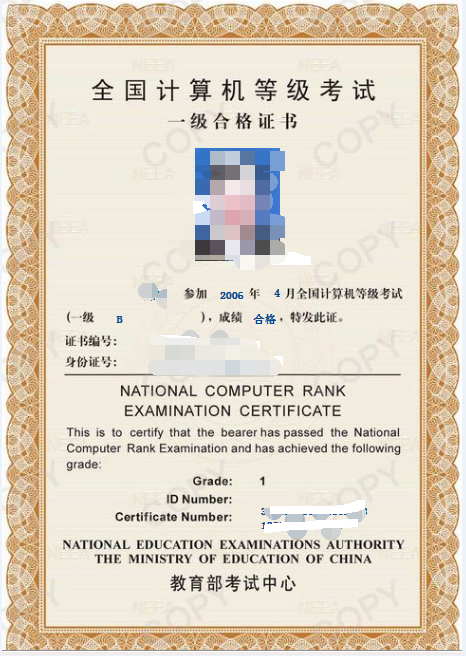 全国计算机等级考试
一级合格证书
参加 2006 年 4 月全国计算机等级考试
(一级 B ），成绩 合格，特发此证。
证书编号：
身份证号：
NATIONAL COMPUTER RANK
EXAMINATION CERTIFICATE
This is to certify that the bearer has passed the National
Computer Rank Examination and has achieved the following
grade:
Grade: 1
ID Number:
Certificate Number:
NATIONAL EDUCATION EXAMINATIONS AUTHORITY
THE MINISTRY OF EDUCATION OF CHINA
教育部考试中心
COPY
NEEA